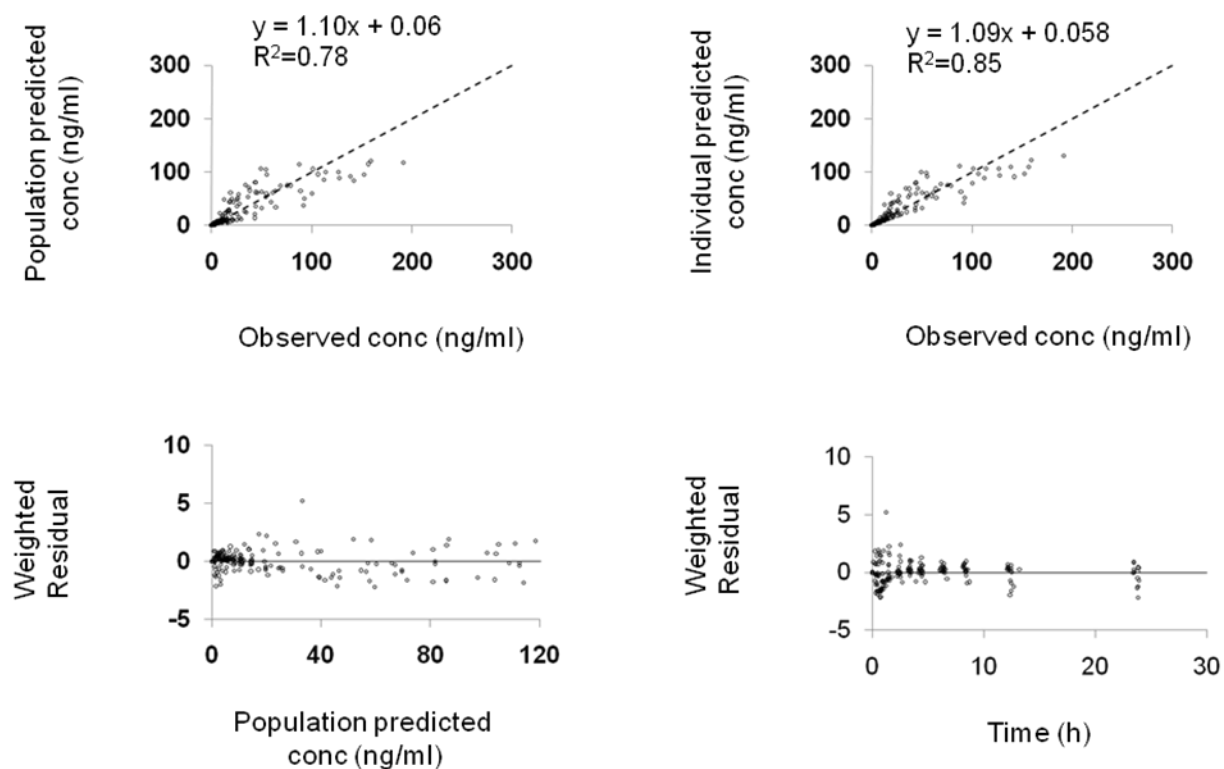 y = 1.10x + 0.06
R²=0.78
Population predicted
conc (ng/ml)
300
200
100
0
0 100 200 300
Observed conc (ng/ml)
y = 1.09x + 0.058
R²=0.85
Individual predicted
conc (ng/ml)
300
200
100
0
0 100 200 300
Observed conc (ng/ml)
Weighted
Residual
10
5
0
-5
0 40 80 120
Population predicted
conc (ng/ml)
Weighted
Residual
10
5
0
-5
0 10 20 30
Time (h)